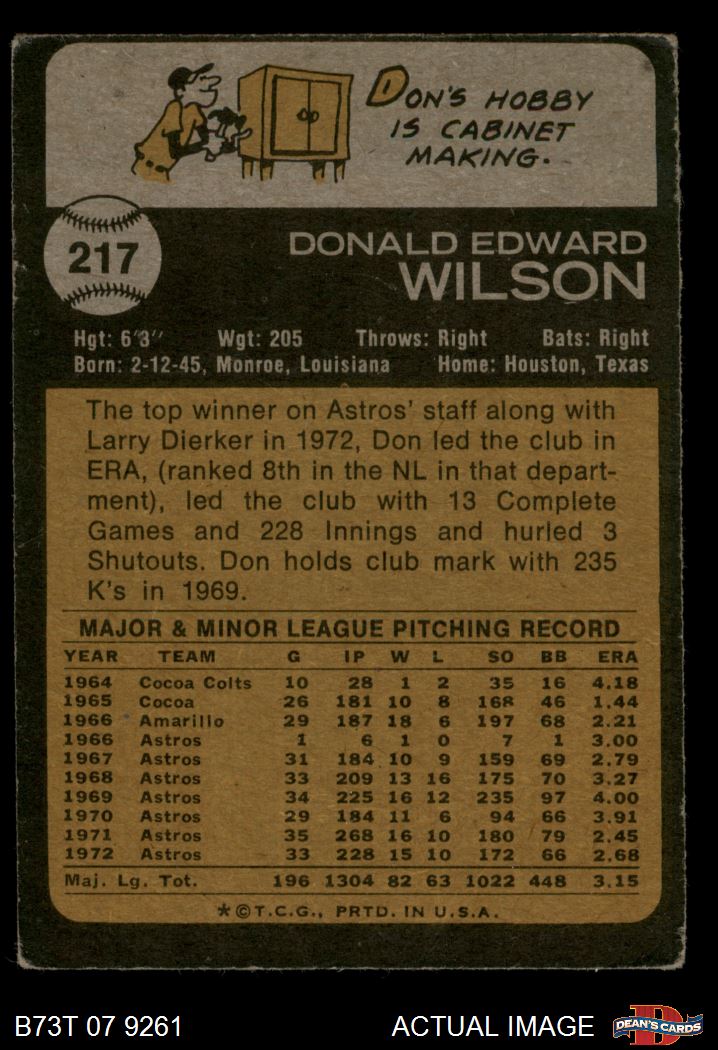 DON'S HOBBY
IS CABINET
MAKING.
217
DONALD EDWARD
WILSON
Hgt: 6'3'' Wgt: 205 Throws: Right Bats: Right
Born: 2-12-45, Monroe, Louisiana Home: Houston, Texas
The top winner on Astros' staff along with
Larry Dierker in 1972, Don led the club in
ERA, (ranked 8th in the NL in that depart-
ment), led the club with 13 Complete
Games and 228 Innings and hurled 3
Shutouts. Don holds club mark with 235
K's in 1969.
MAJOR & MINOR LEAGUE PITCHING RECORD
YEAR TEAM G IP W L SO BB ERA
1964 Cocoa Colts 10 28 1 2 35 16 4.18
1965 Cocoa 26 181 10 8 168 46 1.44
1966 Amarillo 29 187 18 6 197 68 2.21
1966 Astros 1 6 1 0 7 1 3.00
1967 Astros 31 184 10 9 159 69 2.79
1968 Astros 33 209 13 16 175 70 3.27
1969 Astros 34 225 16 12 235 97 4.00
1970 Astros 29 184 11 6 94 66 3.91
1971 Astros 35 268 16 10 180 79 2.45
1972 Astros 33 228 15 10 172 66 2.68
Maj. Lg. Tot. 196 1304 82 63 1022 448 3.15
*©T.C.G., PRTD. IN U.S.A.
B73T 07 9261 ACTUAL IMAGE DEAN'S CARDS